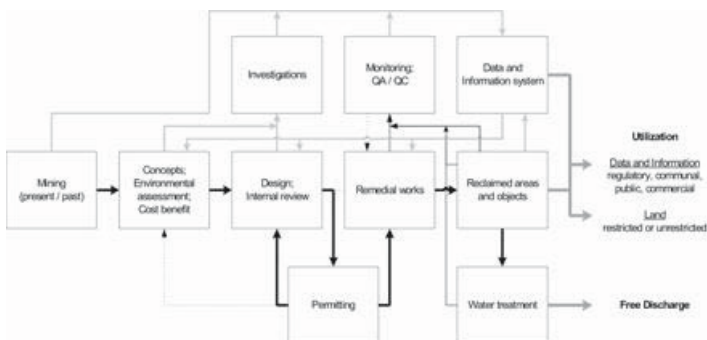 Investigations
Monitoring;
QA / QC
Data and
Information system
Utilization
Data and Information
regulatory, communal,
public, commercial
Land
restricted or unrestricted
Mining
(present / past)
Concepts;
Environmental
assessment;
Cost benefit
Design;
Internal review
Remedial works
Reclaimed areas
and objects
Permitting
Water treatment
Free Discharge